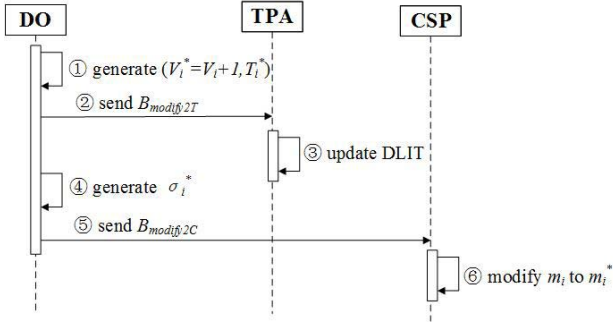 DO
TPA
CSP
① generate (V_i^*=V_i+1,T_i^*)
② send B_modify2T
③ update DLIT
④ generate σ_i^*
⑤ send B_modify2C
⑥ modify m_i to m_i^*